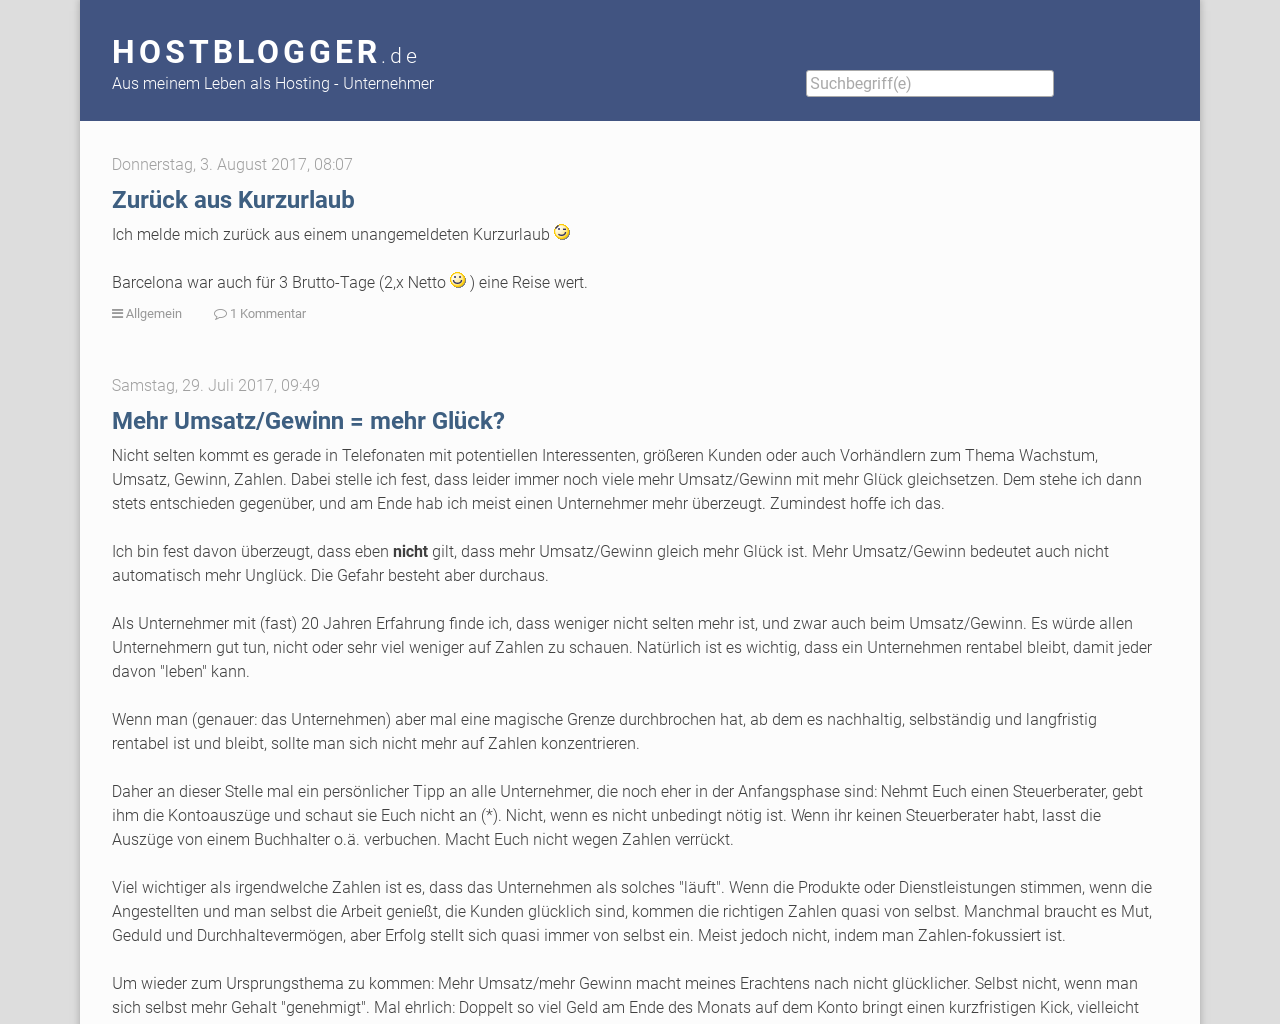 HOSTBLOGGER.de
Aus meinem Leben als Hosting - Unternehmer
Suchbegriff(e)
Donnerstag, 3. August 2017, 08:07
Zurück aus Kurzurlaub
Ich melde mich zurück aus einem unangemeldeten Kurzurlaub
Barcelona war auch für 3 Brutto-Tage (2,x Netto ) eine Reise wert.
Allgemein 1 Kommentar
Samstag, 29. Juli 2017, 09:49
Mehr Umsatz/Gewinn = mehr Glück?
Nicht selten kommt es gerade in Telefonaten mit potentiellen Interessenten, größeren Kunden oder auch Vorhändlern zum Thema Wachstum,
Umsatz, Gewinn, Zahlen. Dabei stelle ich fest, dass leider immer noch viele mehr Umsatz/Gewinn mit mehr Glück gleichsetzen. Dem stehe ich dann
stets entschieden gegenüber, und am Ende hab ich meist einen Unternehmer mehr überzeugt. Zumindest hoffe ich das.
Ich bin fest davon überzeugt, dass eben nicht gilt, dass mehr Umsatz/Gewinn gleich mehr Glück ist. Mehr Umsatz/Gewinn bedeutet auch nicht
automatisch mehr Unglück. Die Gefahr besteht aber durchaus.
Als Unternehmer mit (fast) 20 Jahren Erfahrung finde ich, dass weniger nicht selten mehr ist, und zwar auch beim Umsatz/Gewinn. Es würde allen
Unternehmern gut tun, nicht oder sehr viel weniger auf Zahlen zu schauen. Natürlich ist es wichtig, dass ein Unternehmen rentabel bleibt, damit jeder
davon "leben" kann.
Wenn man (genauer: das Unternehmen) aber mal eine magische Grenze durchbrochen hat, ab dem es nachhaltig, selbständig und langfristig
rentabel ist und bleibt, sollte man sich nicht mehr auf Zahlen konzentrieren.
Daher an dieser Stelle mal ein persönlicher Tipp an alle Unternehmer, die noch eher in der Anfangsphase sind: Nehmt Euch einen Steuerberater, gebt
ihm die Kontoauszüge und schaut sie Euch nicht an (*). Nicht, wenn es nicht unbedingt nötig ist. Wenn ihr keinen Steuerberater habt, lasst die
Auszüge von einem Buchhalter o.ä. verbuchen. Macht Euch nicht wegen Zahlen verrückt.
Viel wichtiger als irgendwelche Zahlen ist es, dass das Unternehmen als solches "läuft". Wenn die Produkte oder Dienstleistungen stimmen, wenn die
Angestellten und man selbst die Arbeit genießt, die Kunden glücklich sind, kommen die richtigen Zahlen quasi von selbst. Manchmal braucht es Mut,
Geduld und Durchhaltevermögen, aber Erfolg stellt sich quasi immer von selbst ein. Meist jedoch nicht, indem man Zahlen-fokussiert ist.
Um wieder zum Ursprungsthema zu kommen: Mehr Umsatz/mehr Gewinn macht meines Erachtens nach nicht glücklicher. Selbst nicht, wenn man
sich selbst mehr Gehalt "genehmigt". Mal ehrlich: Doppelt so viel Geld am Ende des Monats auf dem Konto bringt einen kurzfristigen Kick, vielleicht